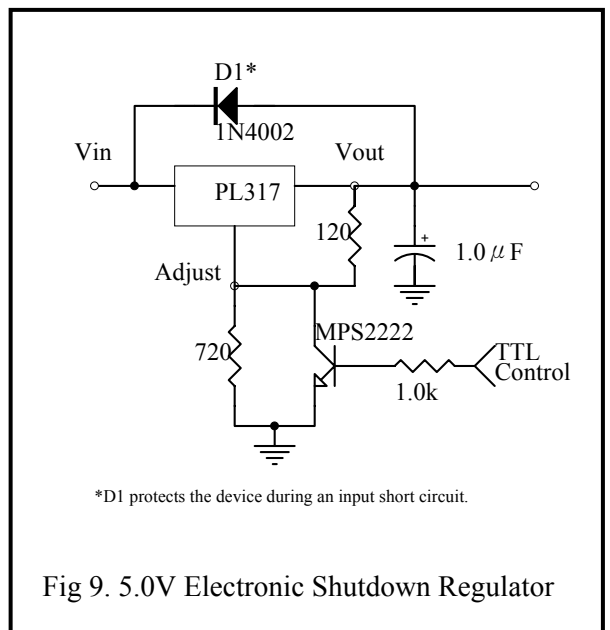 D1*
1N4002
Vin
Vout
PL317
120
+
1.0μF
Adjust
MPS2222
720
TTL
Control
1.0k
*D1 protects the device during an input short circuit.
Fig 9. 5.0V Electronic Shutdown Regulator